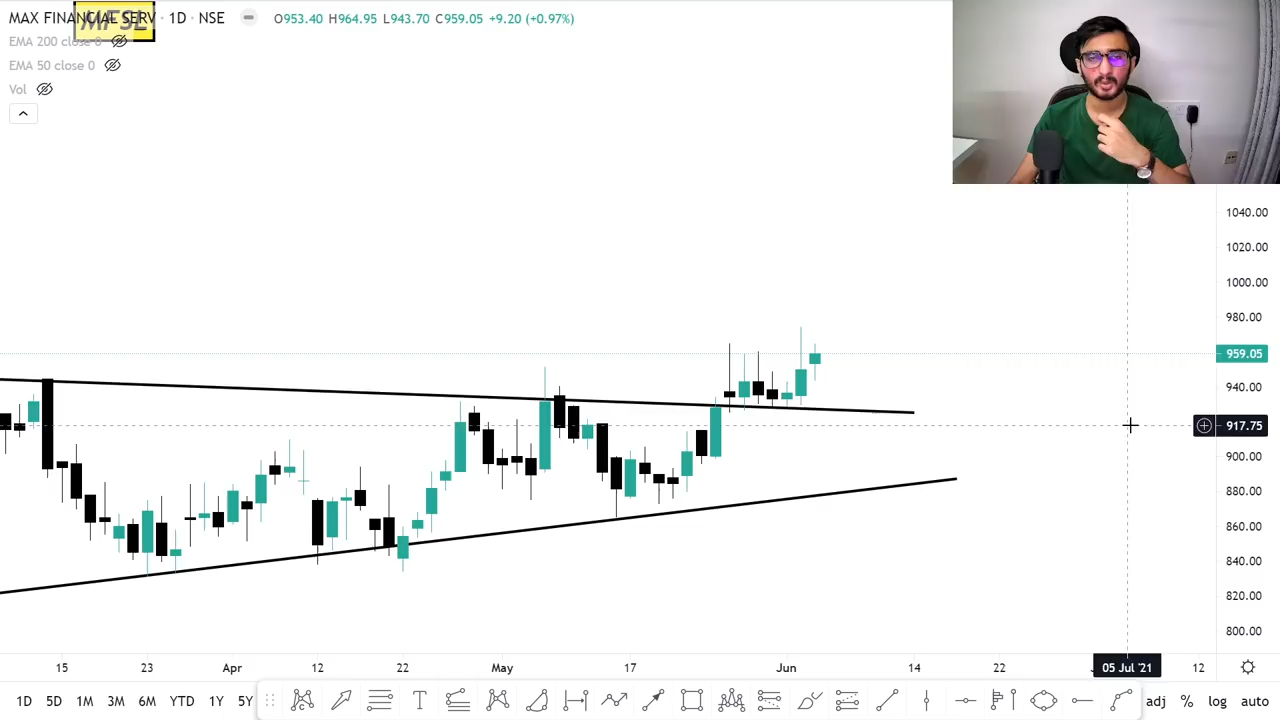 MAX FINANCIAL SERV · 1D · NSE O953.40 H964.95 L943.70 C959.05 +9.20 (+0.97%)
MFSL
EMA 200 close 0
EMA 50 close 0
Vol
1040.00
1020.00
1000.00
980.00
959.05
940.00
917.75
900.00
880.00
860.00
840.00
820.00
800.00
15 23 Apr 12 22 May 17 Jun 14 22 05 Jul '21 12
1D 5D 1M 3M 6M YTD 1Y 5Y T adj % log auto